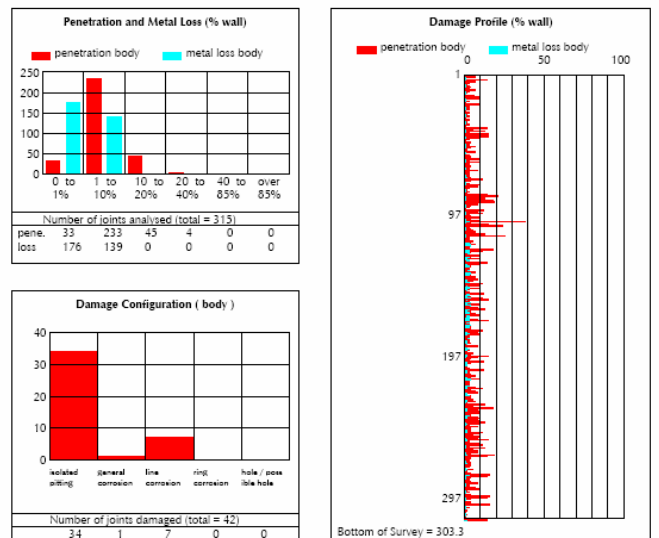 Penetration and Metal Loss (% wall)
penetration body metal loss body
250
200
150
100
50
0
0 to 1 to 10 to 20 to 40 to over
1% 10% 20% 40% 85% 85%
Number of joints analysed (total = 315)
pene. 33 233 45 4 0 0
loss 176 139 0 0 0 0
Damage Configuration ( body )
40
30
20
10
0
isolated general line ring hole / poss
pitting corrosion corrosion corrosion ible hole
Number of joints damaged (total = 42)
34 1 7 0 0
Damage Profile (% wall)
penetration body metal loss body
0 50 100
1
97
197
297
Bottom of Survey = 303.3